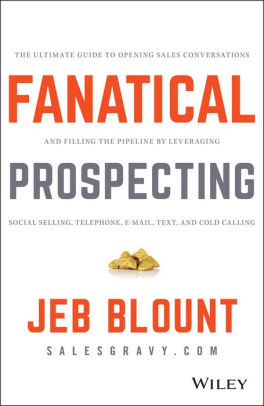 THE ULTIMATE GUIDE TO OPENING SALES CONVERSATIONS
FANATICAL
AND FILLING THE PIPELINE BY LEVERAGING
PROSPECTING
SOCIAL SELLING, TELEPHONE, E-MAIL, TEXT, AND COLD CALLING
JEB BLOUNT
SALESGRAVY.COM
WILEY